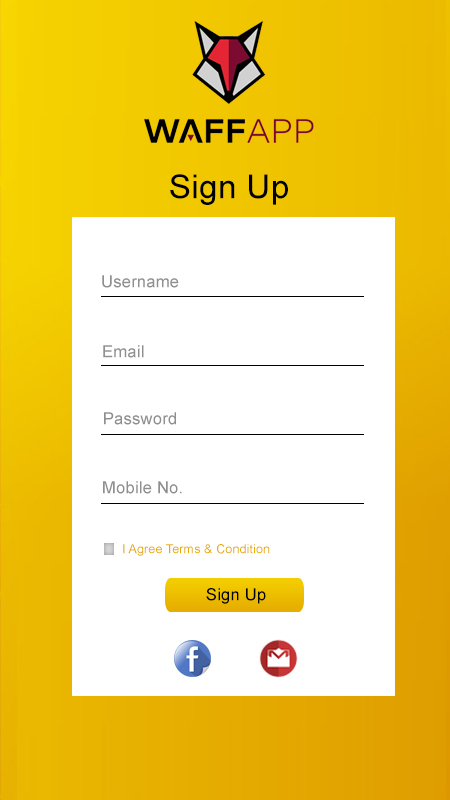 WAFFAPP
Sign Up
Username
Email
Password
Mobile No.
I Agree Terms & Condition
Sign Up
f